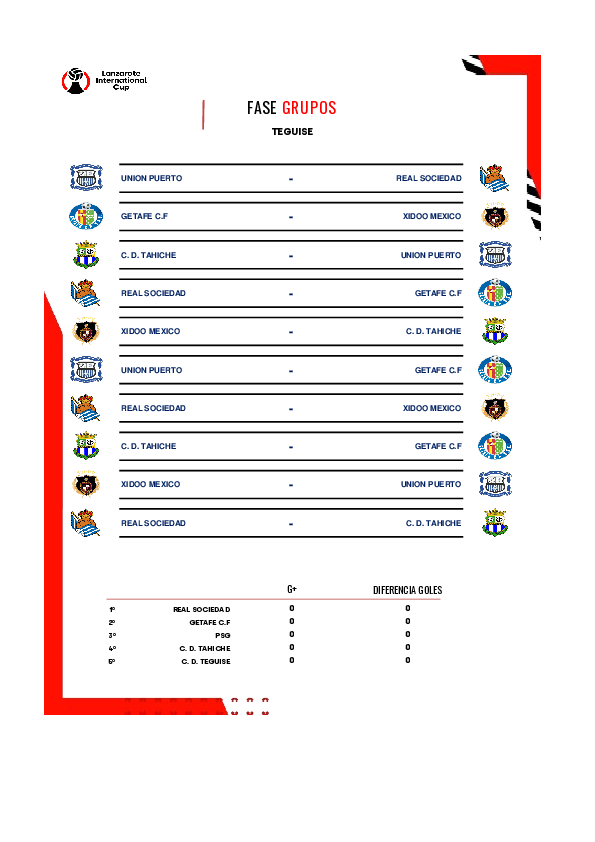 Lanzarote
International
Cup
FASE GRUPOS
TEGUISE
UNION PUERTO - REAL SOCIEDAD
GETAFE C.F - XIDOO MEXICO
C. D. TAHICHE - UNION PUERTO
REAL SOCIEDAD - GETAFE C.F
XIDOO MEXICO - C. D. TAHICHE
UNION PUERTO - GETAFE C.F
REAL SOCIEDAD - XIDOO MEXICO
C. D. TAHICHE - GETAFE C.F
XIDOO MEXICO - UNION PUERTO
REAL SOCIEDAD - C. D. TAHICHE
G+ DIFERENCIA GOLES
1º REAL SOCIEDAD 0 0
2º GETAFE C.F 0 0
3º PSG 0 0
4º C. D. TAHICHE 0 0
5º C. D. TEGUISE 0 0